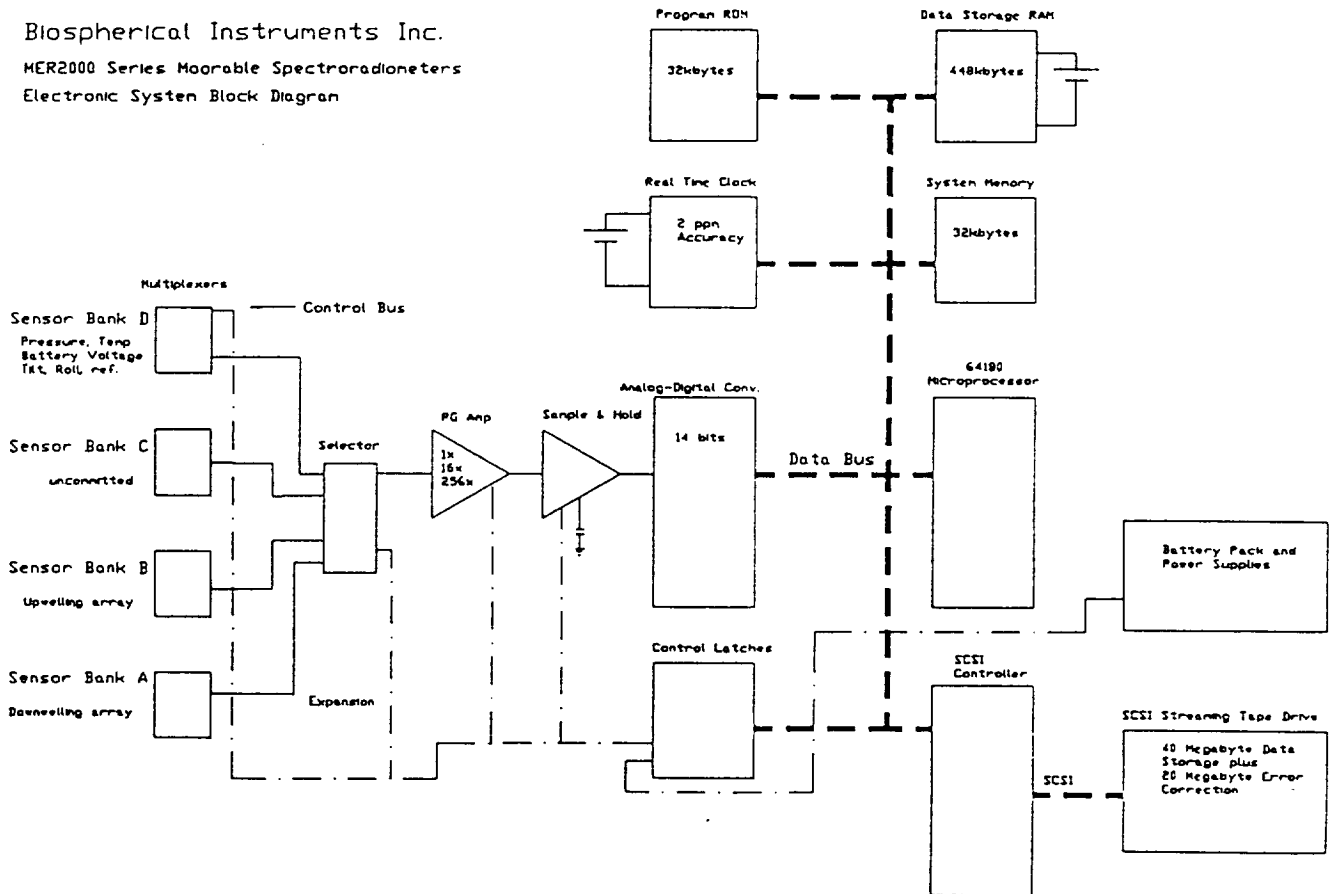 Biospherical Instruments Inc.
MER2000 Series Moorable Spectroradiometers
Electronic System Block Diagram
Program ROM
32kbytes
Data Storage RAM
448kbytes
Real Time Clock
2 ppm
Accuracy
System Memory
32kbytes
Multiplexers
Control Bus
Sensor Bank D
Pressure, Temp
Battery Voltage
Tilt, Roll, ref.
Sensor Bank C
uncommitted
Sensor Bank B
Upwelling array
Sensor Bank A
Downwelling array
Selector
Expansion
PG Amp
1x
16x
256x
Sample & Hold
Analog-Digital Conv.
14 bits
Data Bus
64180
Microprocessor
Control Latches
SCSI
Controller
Battery Pack and
Power Supplies
SCSI
SCSI Streaming Tape Drive
40 Megabyte Data
Storage plus
20 Megabyte Error
Correction